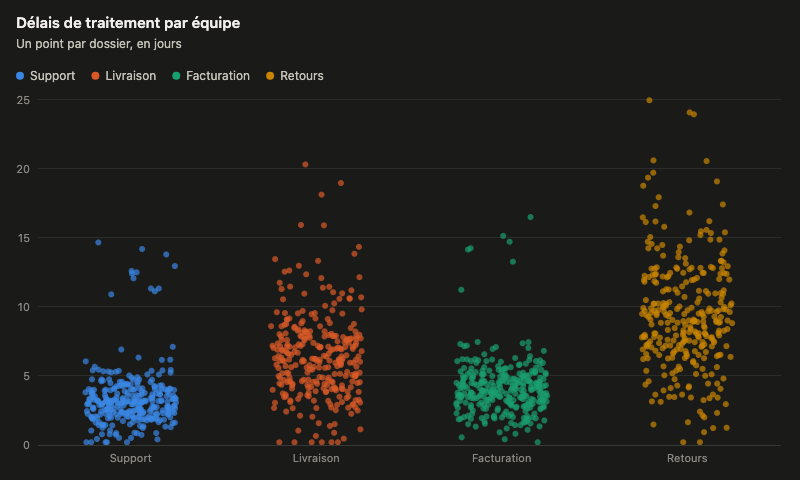 Délais de traitement par équipe
Un point par dossier, en jours
Support Livraison Facturation Retours
25
20
15
10
5
0
Support Livraison Facturation Retours